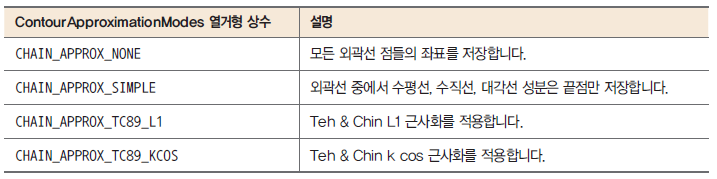 ContourApproximationModes 열거형 상수 설명
CHAIN_APPROX_NONE 모든 외곽선 점들의 좌표를 저장합니다.
CHAIN_APPROX_SIMPLE 외곽선 중에서 수평선, 수직선, 대각선 성분은 끝점만 저장합니다.
CHAIN_APPROX_TC89_L1 Teh & Chin L1 근사화를 적용합니다.
CHAIN_APPROX_TC89_KCOS Teh & Chin k cos 근사화를 적용합니다.